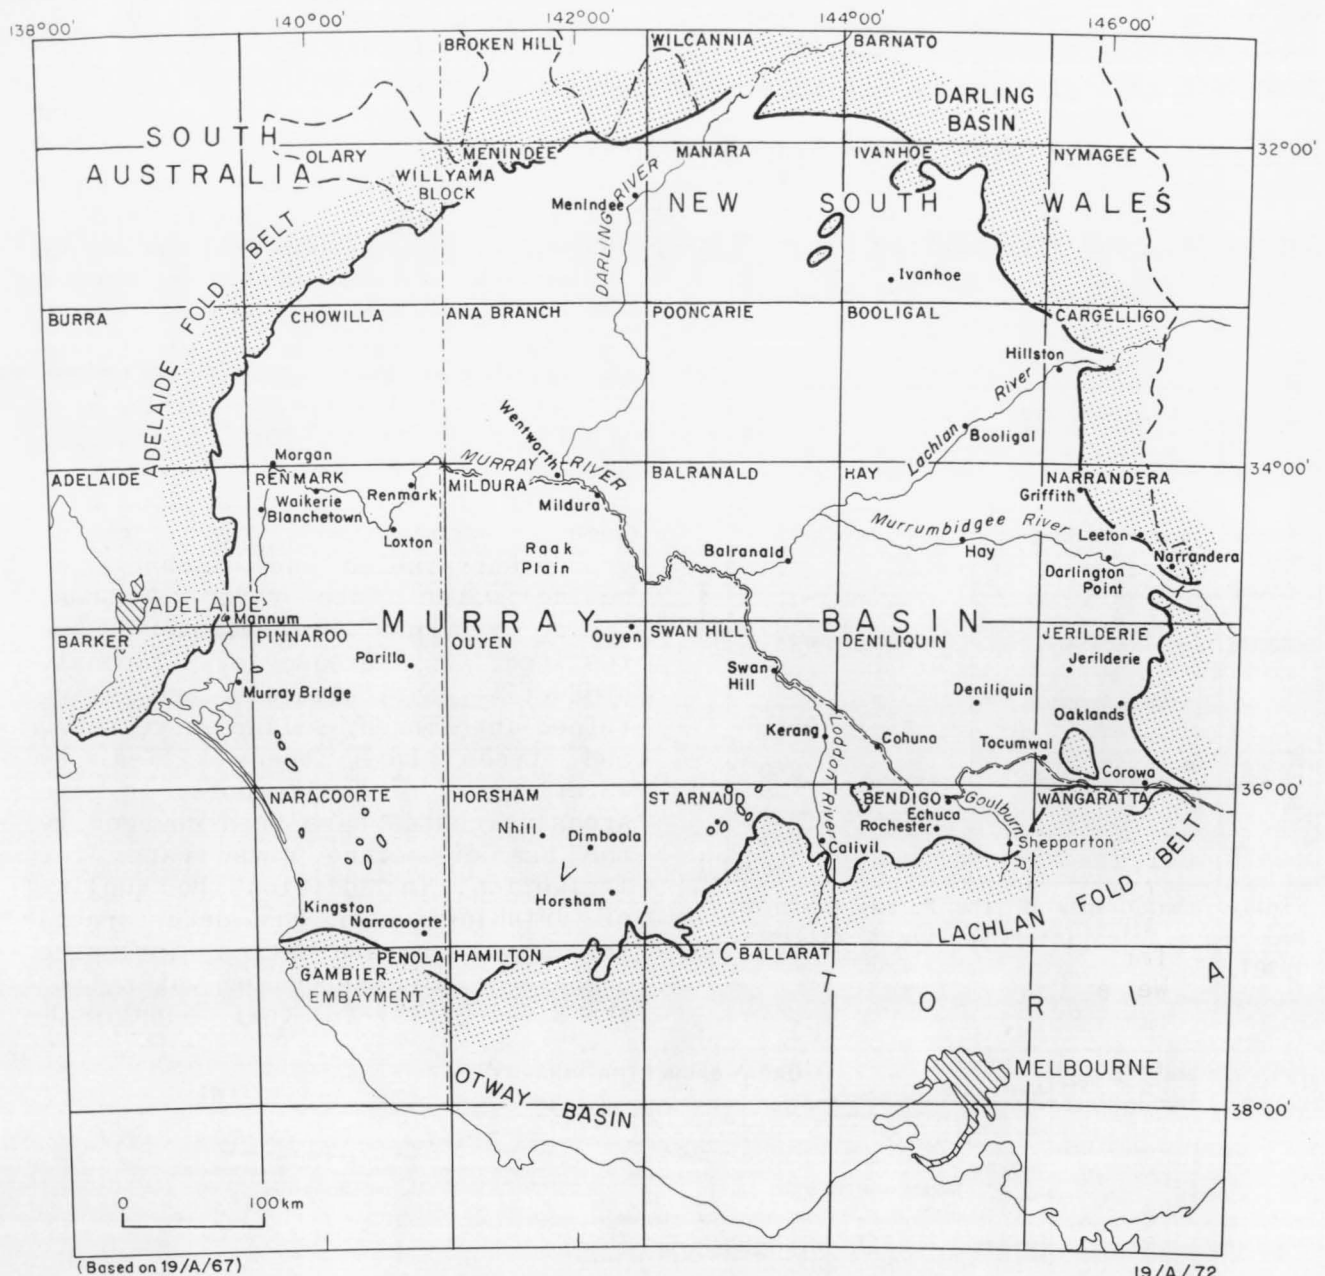 138°00'
140°00'
142°00'
144°00'
146°00'
BROKEN HILL
WILCANNIA
BARNATO
DARLING
BASIN
SOUTH
AUSTRALIA
OLARY
MENINDEE
MANARA
IVANHOE
NYMAGEE
32°00'
WILLYAMA
BLOCK
Menindee
DARLING RIVER
NEW SOUTH WALES
ADELAIDE FOLD BELT
Ivanhoe
BURRA
CHOWILLA
ANA BRANCH
POONCARIE
BOOLIGAL
CARGELLIGO
Hillston
Lachlan River
Booligal
Wentworth
Morgan
MURRAY RIVER
34°00'
ADELAIDE
RENMARK
MILDURA
BALRANALD
HAY
NARRANDERA
Waikerie
Renmark
Mildura
Griffith
Blanchetown
Loxton
Murrumbidgee River
Leeton
Raak
Plain
Balranald
Hay
Narrandera
Darlington
Point
ADELAIDE
Mannum
MURRAY BASIN
BARKER
PINNAROO
OUYEN
Ouyen
SWAN HILL
DENILIQUIN
JERILDERIE
Parilla
Jerilderie
Swan
Hill
Murray Bridge
Deniliquin
Oaklands
Kerang
Loddon River
Cohuna
Tocumwal
Corowa
36°00'
NARACOORTE
HORSHAM
ST ARNAUD
BENDIGO
WANGARATTA
Echuca
Goulburn R
Nhill
Dimboola
Rochester
Calivil
Shepparton
Horsham
Kingston
Narracoorte
LACHLAN FOLD BELT
PENOLA
HAMILTON
BALLARAT
V I C T O R I A
GAMBIER
EMBAYMENT
MELBOURNE
OTWAY BASIN
38°00'
0
100km
(Based on 19/A/67)
19/A/72